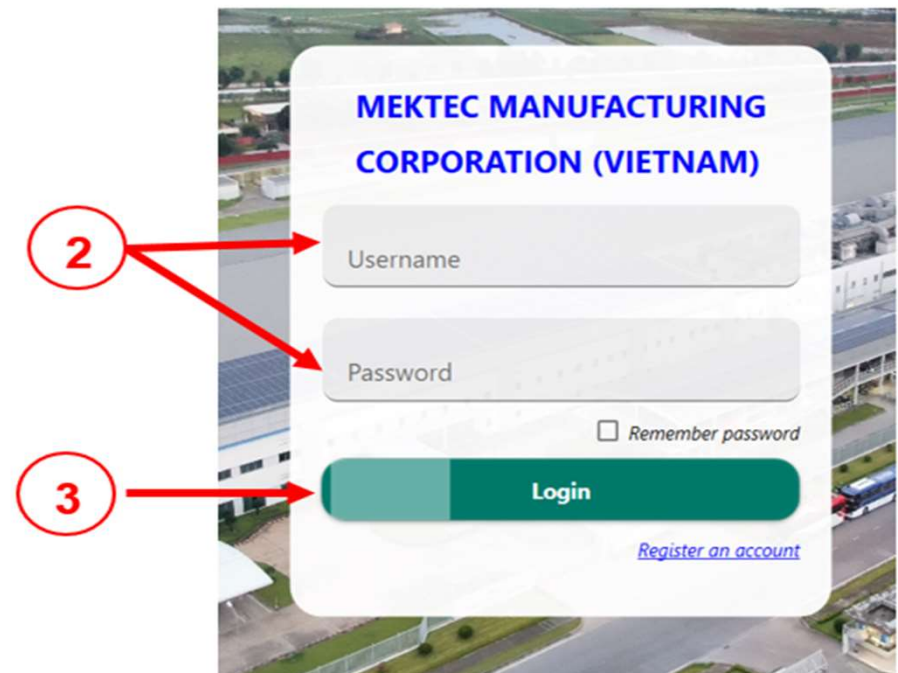 MEKTEC MANUFACTURING
CORPORATION (VIETNAM)
2
Username
Password
Remember password
3
Login
Register an account